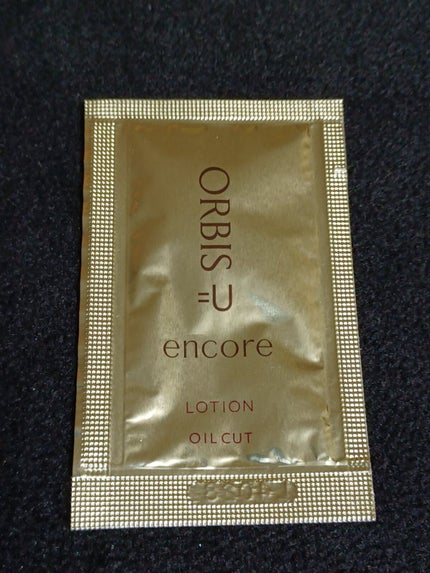 ORBIS =U
encore
LOTION
OILCUT